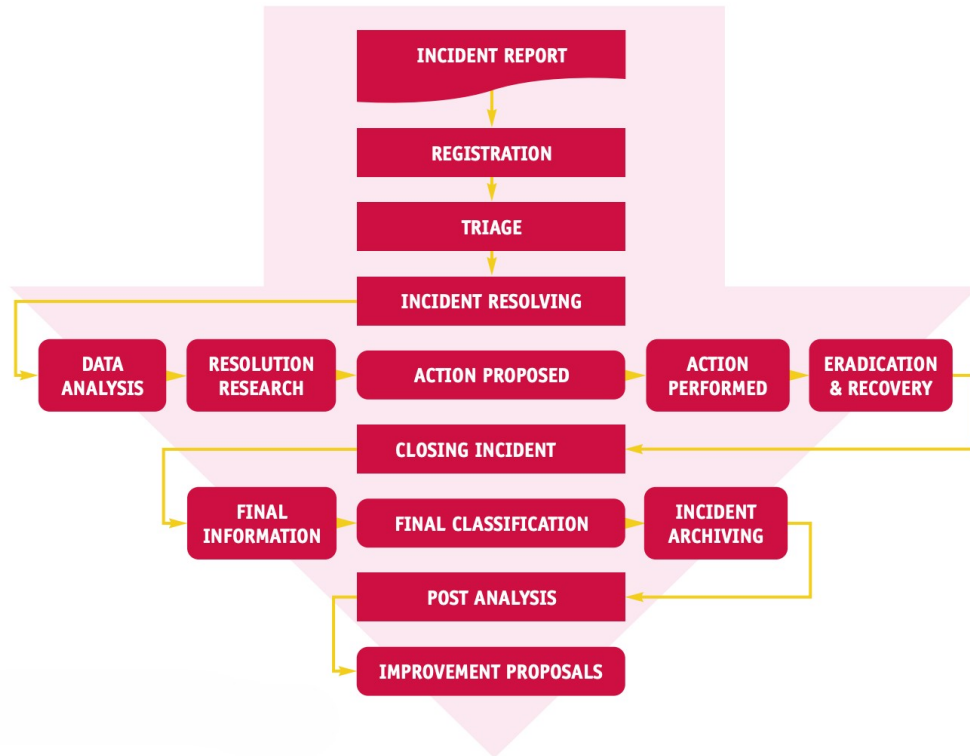 INCIDENT REPORT
REGISTRATION
TRIAGE
INCIDENT RESOLVING
DATA
ANALYSIS
RESOLUTION
RESEARCH
ACTION PROPOSED
ACTION
PERFORMED
ERADICATION
& RECOVERY
CLOSING INCIDENT
FINAL
INFORMATION
FINAL CLASSIFICATION
INCIDENT
ARCHIVING
POST ANALYSIS
IMPROVEMENT PROPOSALS